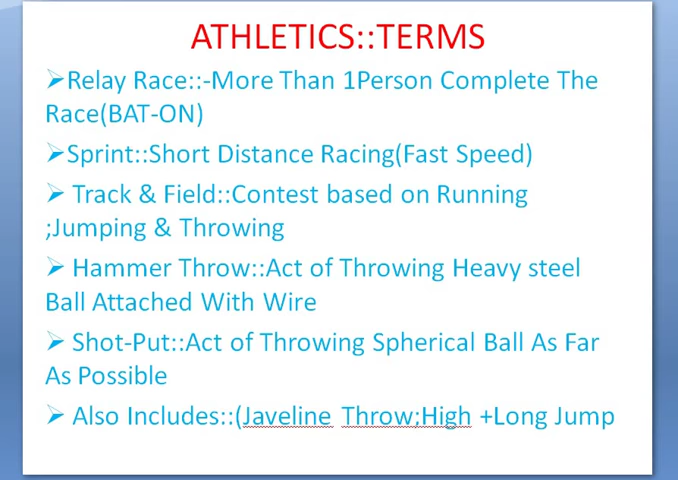 ATHLETICS::TERMS
➢Relay Race::-More Than 1Person Complete The
Race(BAT-ON)
➢Sprint::Short Distance Racing(Fast Speed)
➢ Track & Field::Contest based on Running
;Jumping & Throwing
➢ Hammer Throw::Act of Throwing Heavy steel
Ball Attached With Wire
➢ Shot-Put::Act of Throwing Spherical Ball As Far
As Possible
➢ Also Includes::(Javeline Throw;High +Long Jump